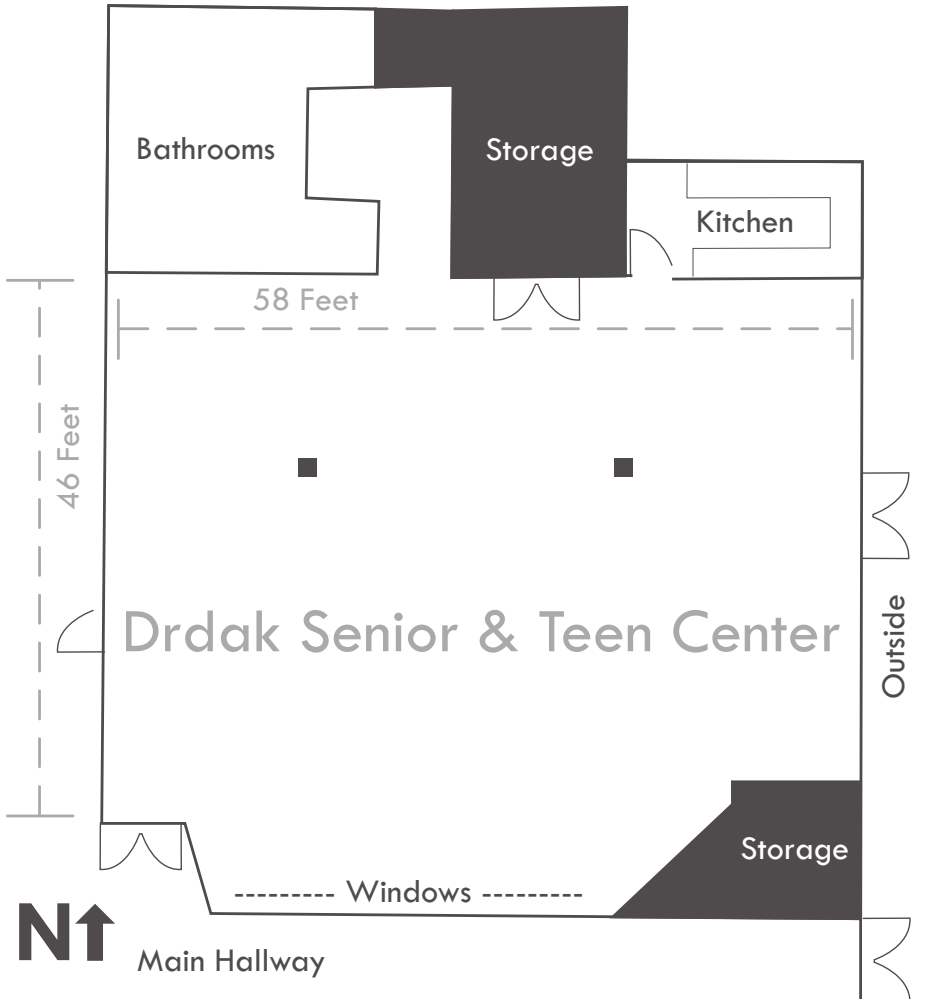 Bathrooms
Storage
Kitchen
58 Feet
46 Feet
Drdak Senior & Teen Center
Outside
Storage
--------- Windows ---------
N
Main Hallway